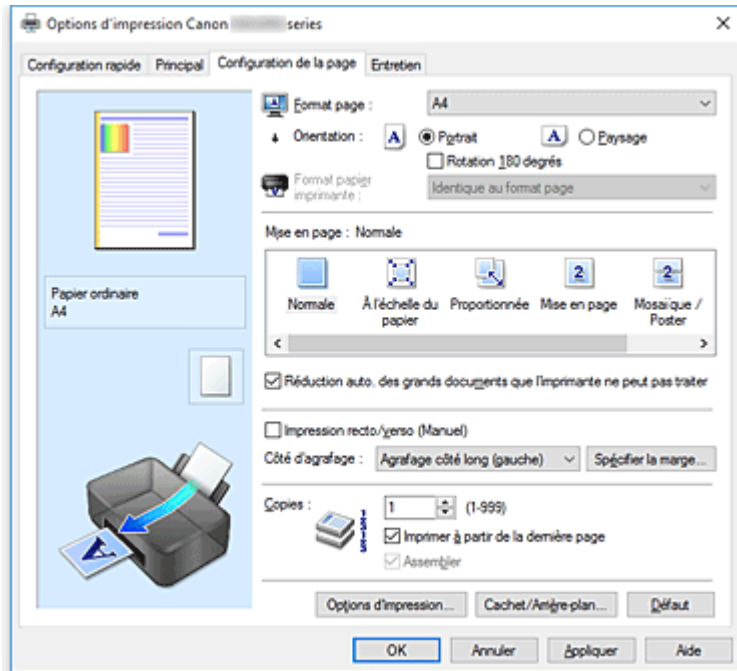 Options d'impression Canon series
Configuration rapide Principal Configuration de la page Entretien
Format page : A4
Orientation : A Portrait A Paysage
Rotation 180 degrés
Format papier imprimante : Identique au format page
Mise en page : Normale
Normale
À l'échelle du papier
Proportionnée
2
Mise en page
2
Mosaïque / Poster
Papier ordinaire
A4
Réduction auto. des grands documents que l'imprimante ne peut pas traiter
Impression recto/verso (Manuel)
Côté d'agrafage : Agrafage côté long (gauche) Spécifier la marge...
Copies : 1 (1-999)
Imprimer à partir de la dernière page
Assembler
A
Options d'impression... Cachet/Arrière-plan... Défaut
OK Annuler Appliquer Aide